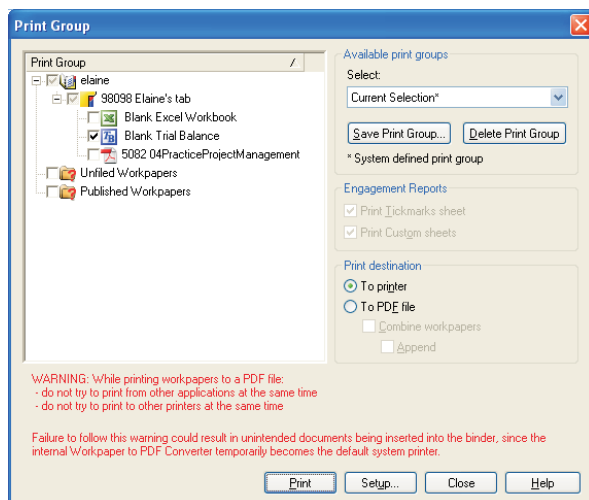 Print Group
Print Group /
elaine
98098 Elaine's tab
Blank Excel Workbook
Blank Trial Balance
5082 04PracticeProjectManagement
Unfiled Workpapers
Published Workpapers
Available print groups
Select:
Current Selection*
Save Print Group...
Delete Print Group
* System defined print group
Engagement Reports
Print Tickmarks sheet
Print Custom sheets
Print destination
To printer
To PDF file
Combine workpapers
Append
WARNING: While printing workpapers to a PDF file:
- do not try to print from other applications at the same time
- do not try to print to other printers at the same time
Failure to follow this warning could result in unintended documents being inserted into the binder, since the
internal Workpaper to PDF Converter temporarily becomes the default system printer.
Print
Setup...
Close
Help